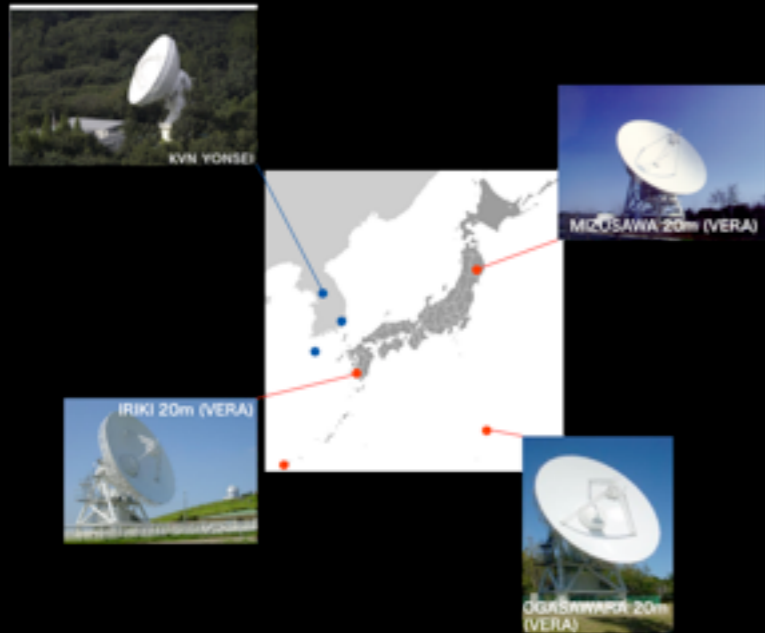 KVN YONSEI
MIZUSAWA 20m (VERA)
IRIKI 20m (VERA)
OGASAWARA 20m
(VERA)